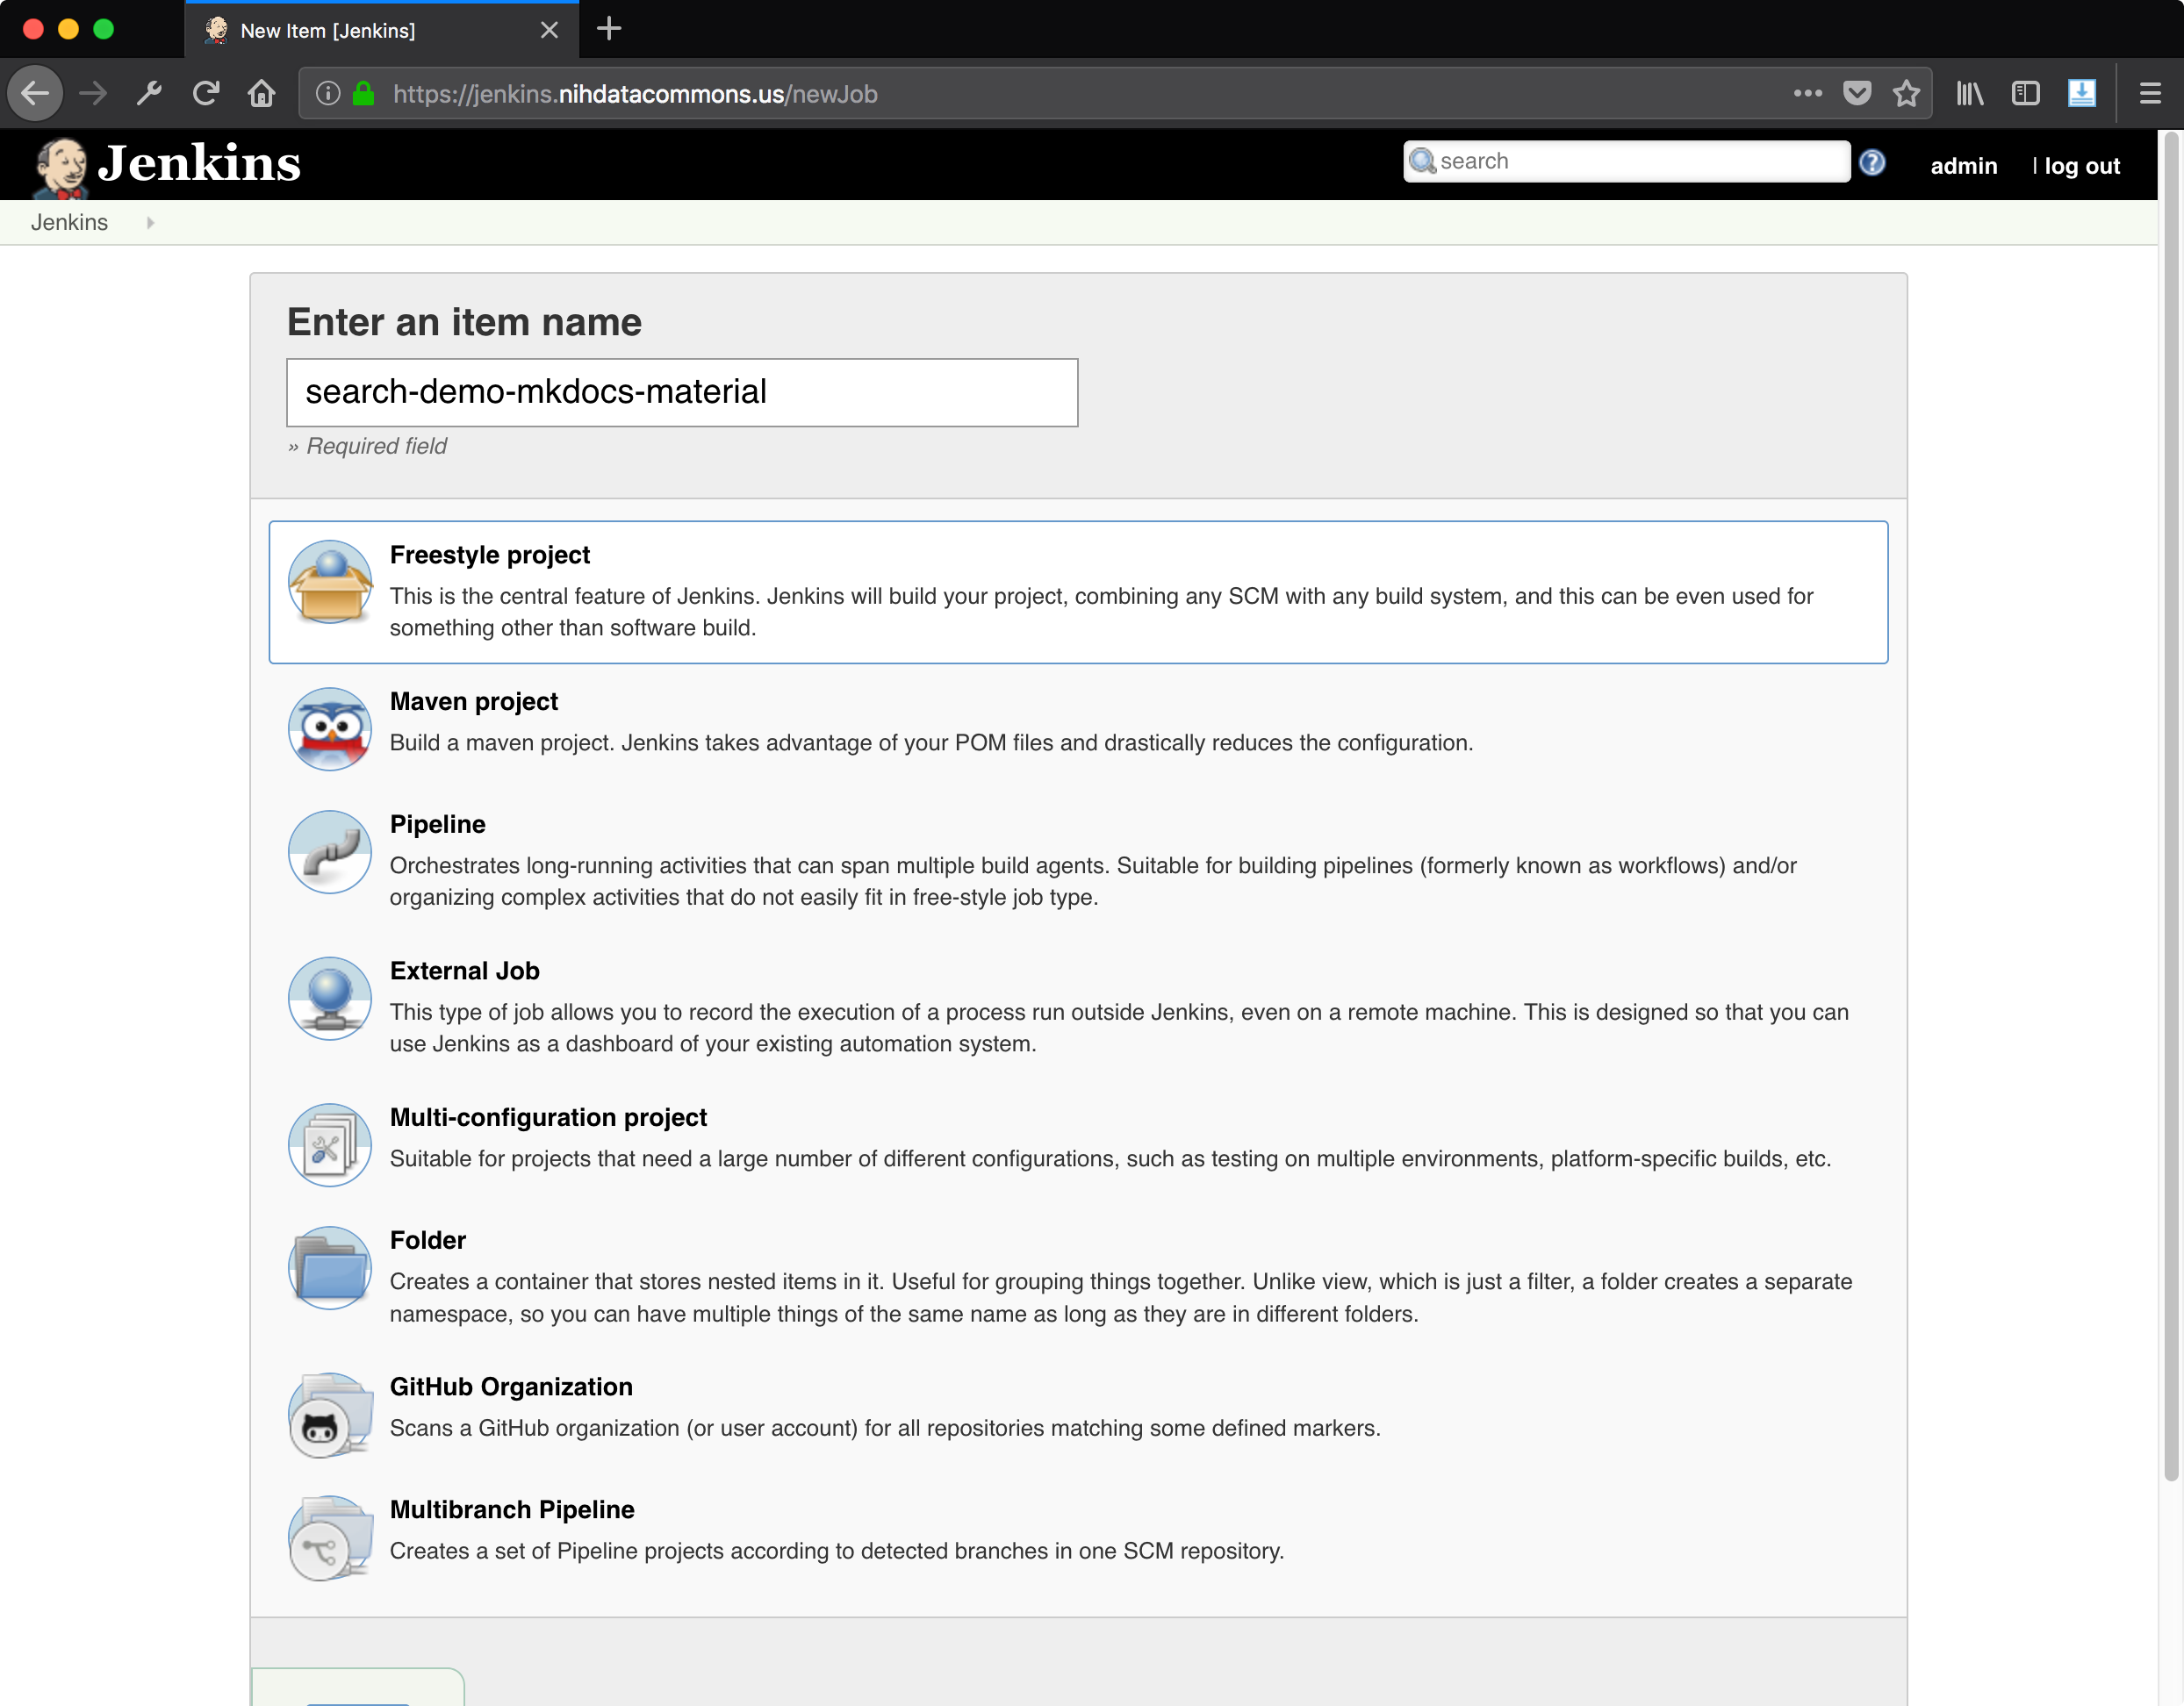 New Item [Jenkins]
https://jenkins.nihdatacommons.us/newJob
Jenkins
search
admin
| log out
Jenkins
Enter an item name
search-demo-mkdocs-material
» Required field
Freestyle project
This is the central feature of Jenkins. Jenkins will build your project, combining any SCM with any build system, and this can be even used for
something other than software build.
Maven project
Build a maven project. Jenkins takes advantage of your POM files and drastically reduces the configuration.
Pipeline
Orchestrates long-running activities that can span multiple build agents. Suitable for building pipelines (formerly known as workflows) and/or
organizing complex activities that do not easily fit in free-style job type.
External Job
This type of job allows you to record the execution of a process run outside Jenkins, even on a remote machine. This is designed so that you can
use Jenkins as a dashboard of your existing automation system.
Multi-configuration project
Suitable for projects that need a large number of different configurations, such as testing on multiple environments, platform-specific builds, etc.
Folder
Creates a container that stores nested items in it. Useful for grouping things together. Unlike view, which is just a filter, a folder creates a separate
namespace, so you can have multiple things of the same name as long as they are in different folders.
GitHub Organization
Scans a GitHub organization (or user account) for all repositories matching some defined markers.
Multibranch Pipeline
Creates a set of Pipeline projects according to detected branches in one SCM repository.